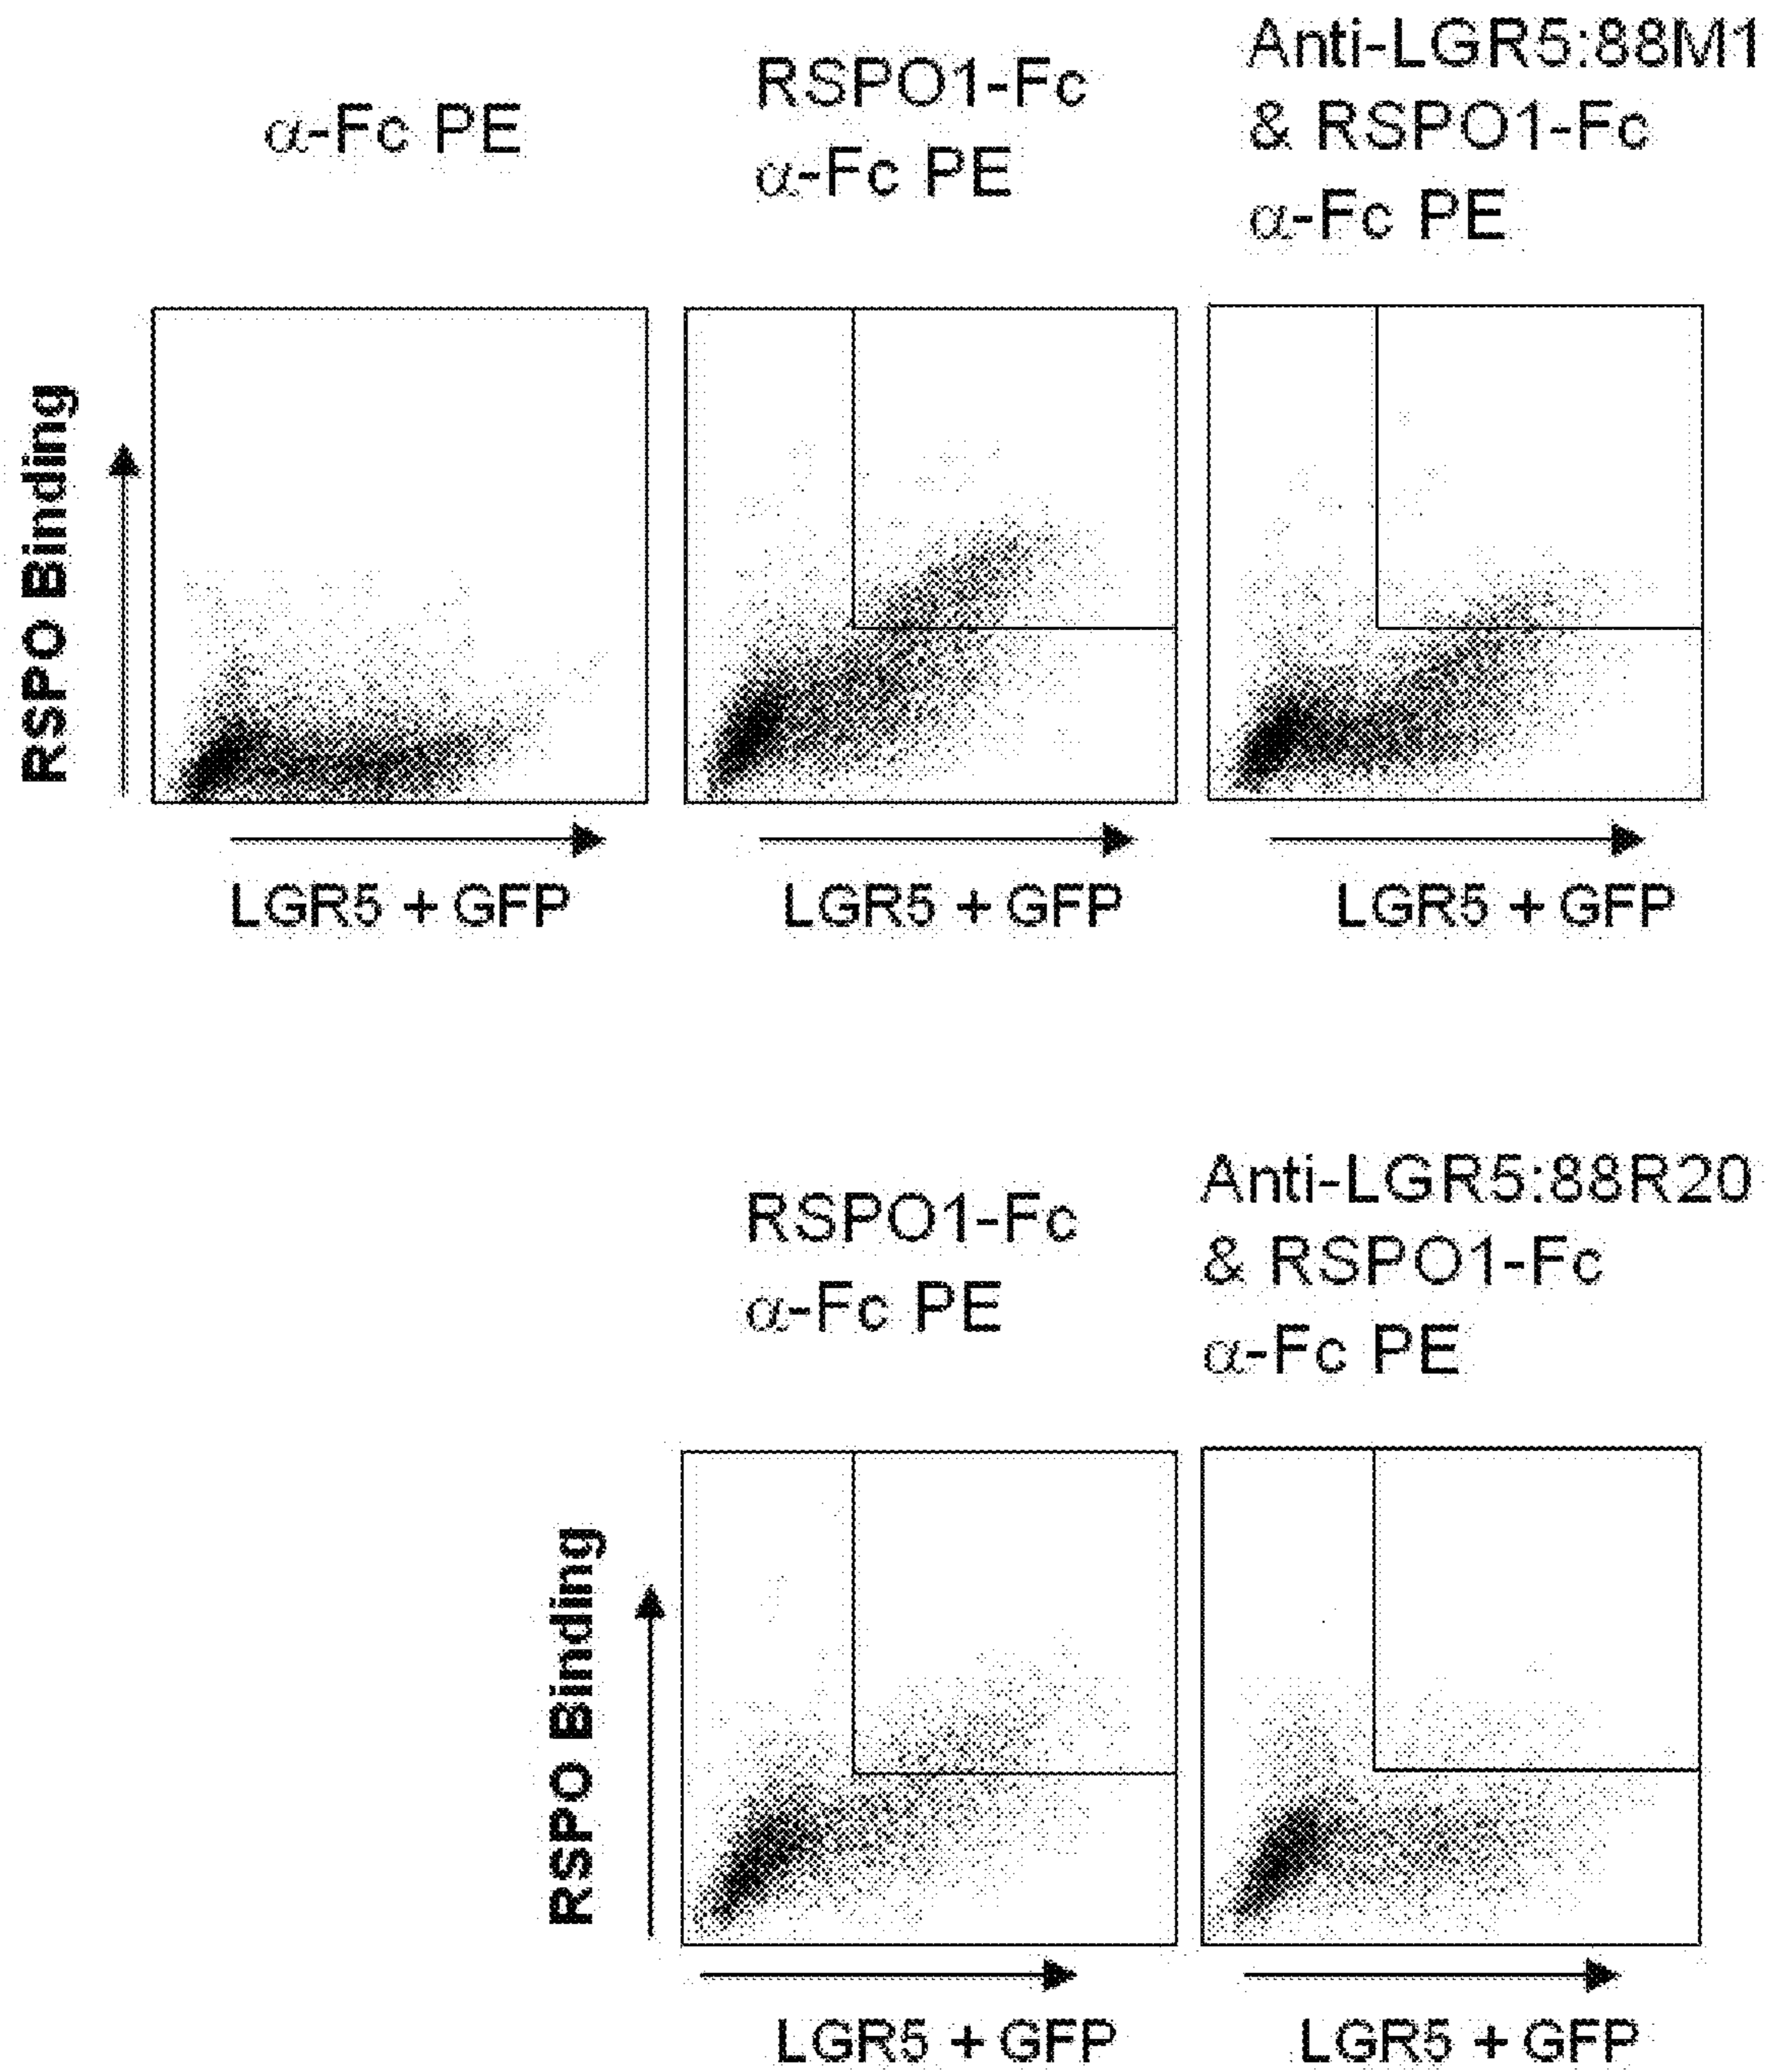 α-Fc PE
RSPO1-Fc
α-Fc PE
Anti-LGR5:88M1
& RSPO1-Fc
α-Fc PE
RSPO Binding
LGR5 + GFP
LGR5 + GFP
LGR5 + GFP
RSPO1-Fc
α-Fc PE
Anti-LGR5:88R20
& RSPO1-Fc
α-Fc PE
RSPO Binding
LGR5 + GFP
LGR5 + GFP